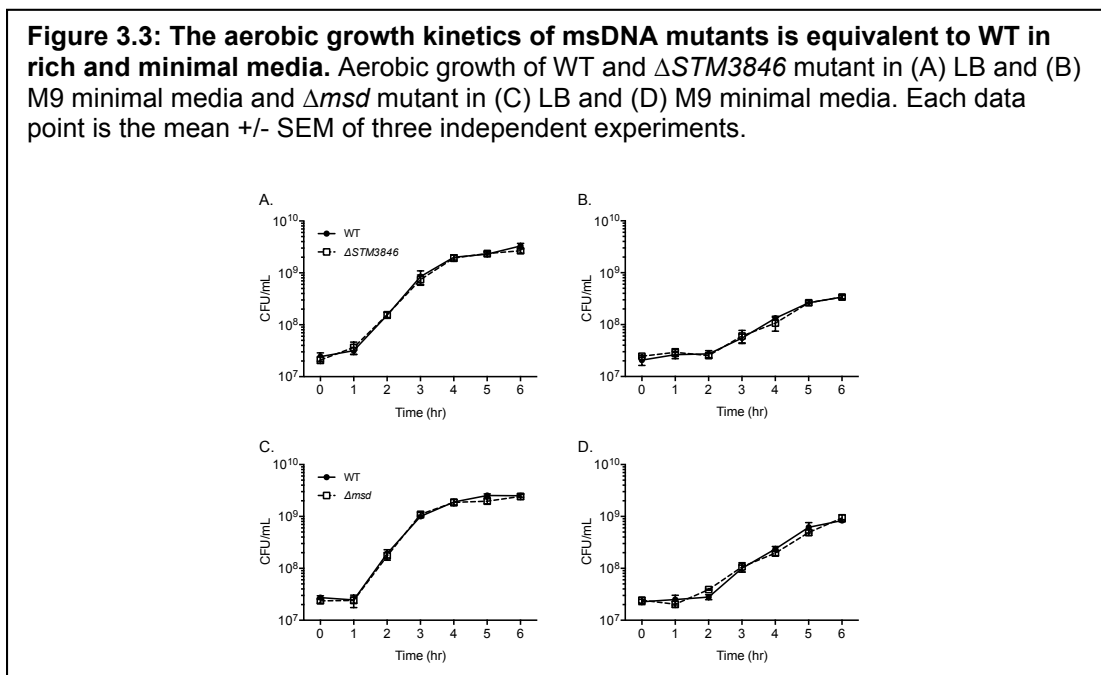 Figure 3.3: The aerobic growth kinetics of msDNA mutants is equivalent to WT in
rich and minimal media. Aerobic growth of WT and ΔSTM3846 mutant in (A) LB and (B)
M9 minimal media and Δmsd mutant in (C) LB and (D) M9 minimal media. Each data
point is the mean +/- SEM of three independent experiments.
A.
CFU/mL
10¹⁰
10⁹
10⁸
10⁷
WT
ΔSTM3846
0 1 2 3 4 5 6
Time (hr)
B.
CFU/mL
10¹⁰
10⁹
10⁸
10⁷
0 1 2 3 4 5 6
Time (hr)
C.
CFU/mL
10¹⁰
10⁹
10⁸
10⁷
WT
Δmsd
0 1 2 3 4 5 6
Time (hr)
D.
CFU/mL
10¹⁰
10⁹
10⁸
10⁷
0 1 2 3 4 5 6
Time (hr)